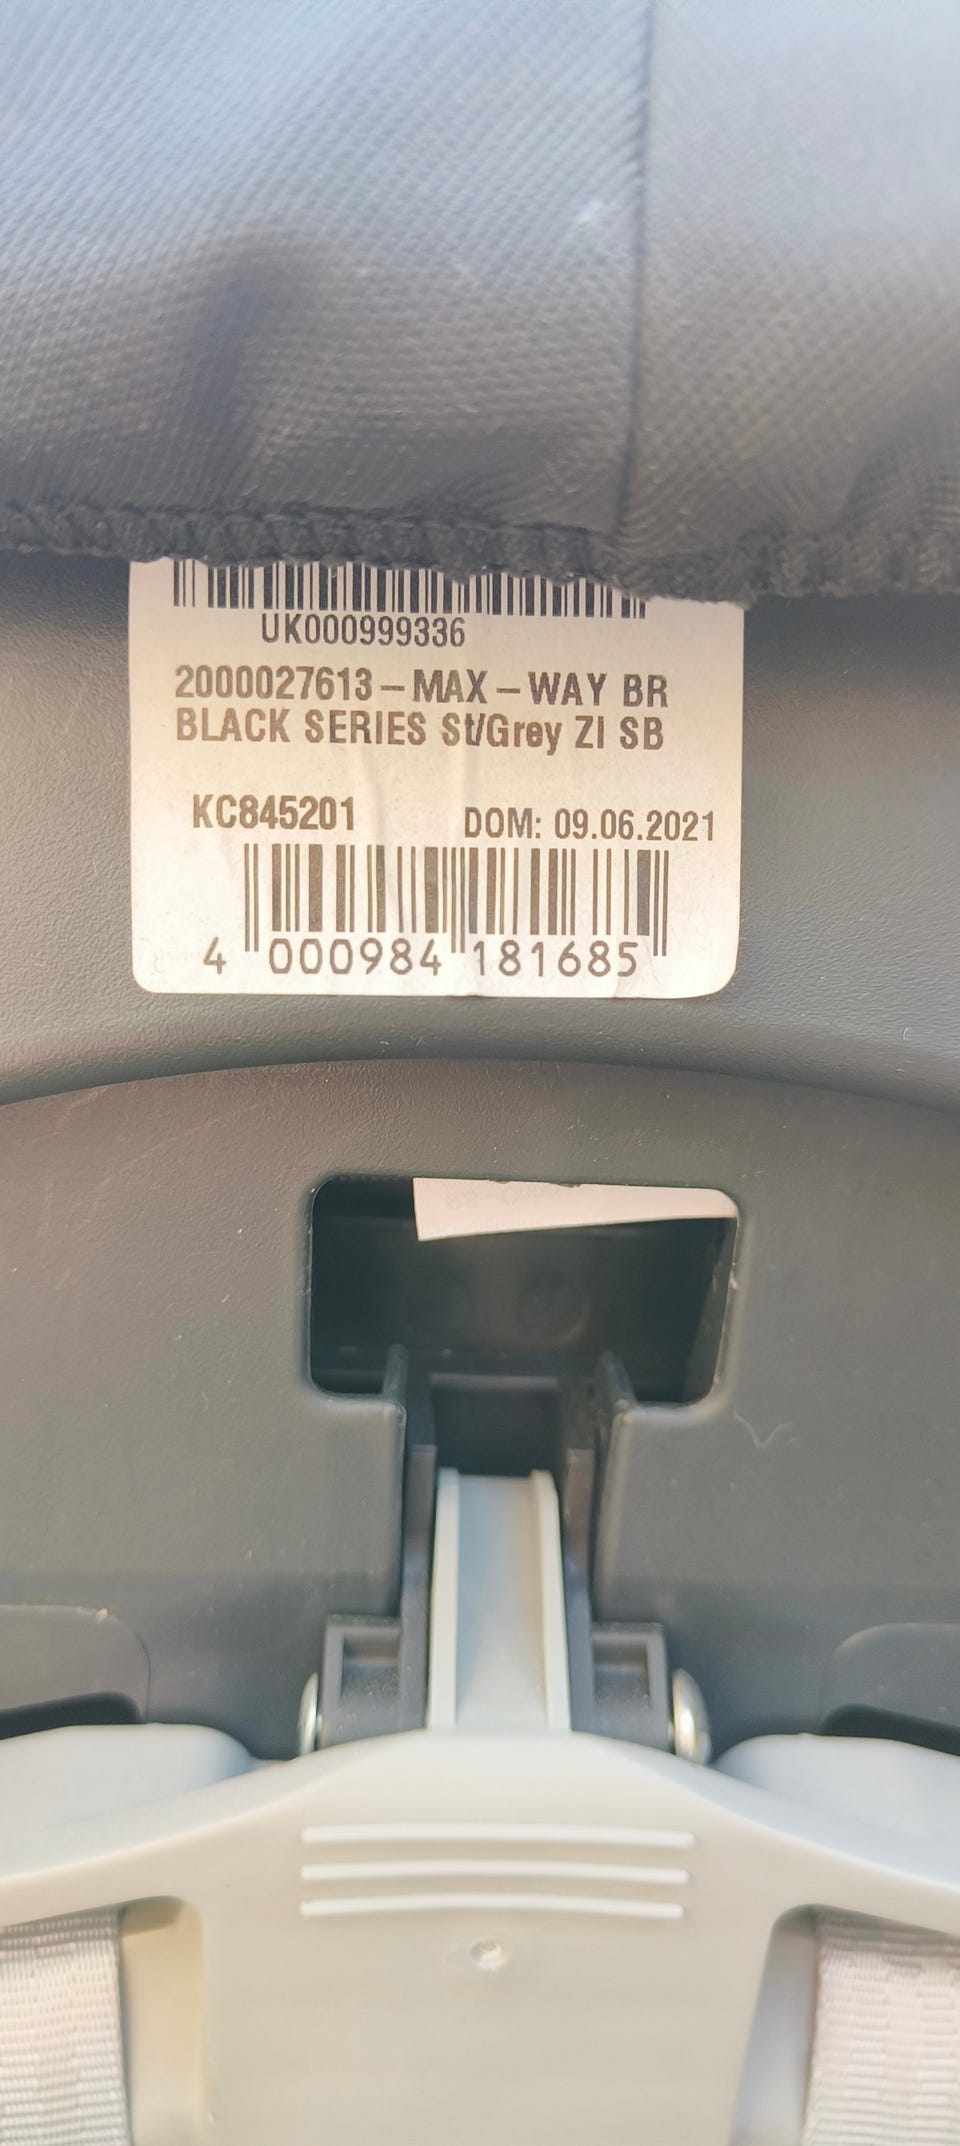 UK000999336
2000027613-MAX-WAY BR
BLACK SERIES St/Grey ZI SB
KC845201 DOM: 09.06.2021
4 000984 181685